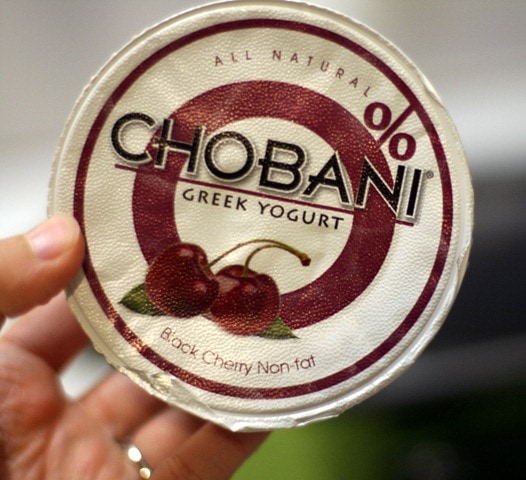 ALL NATURAL
0%
CHOBANI®
GREEK YOGURT
Black Cherry Non-fat